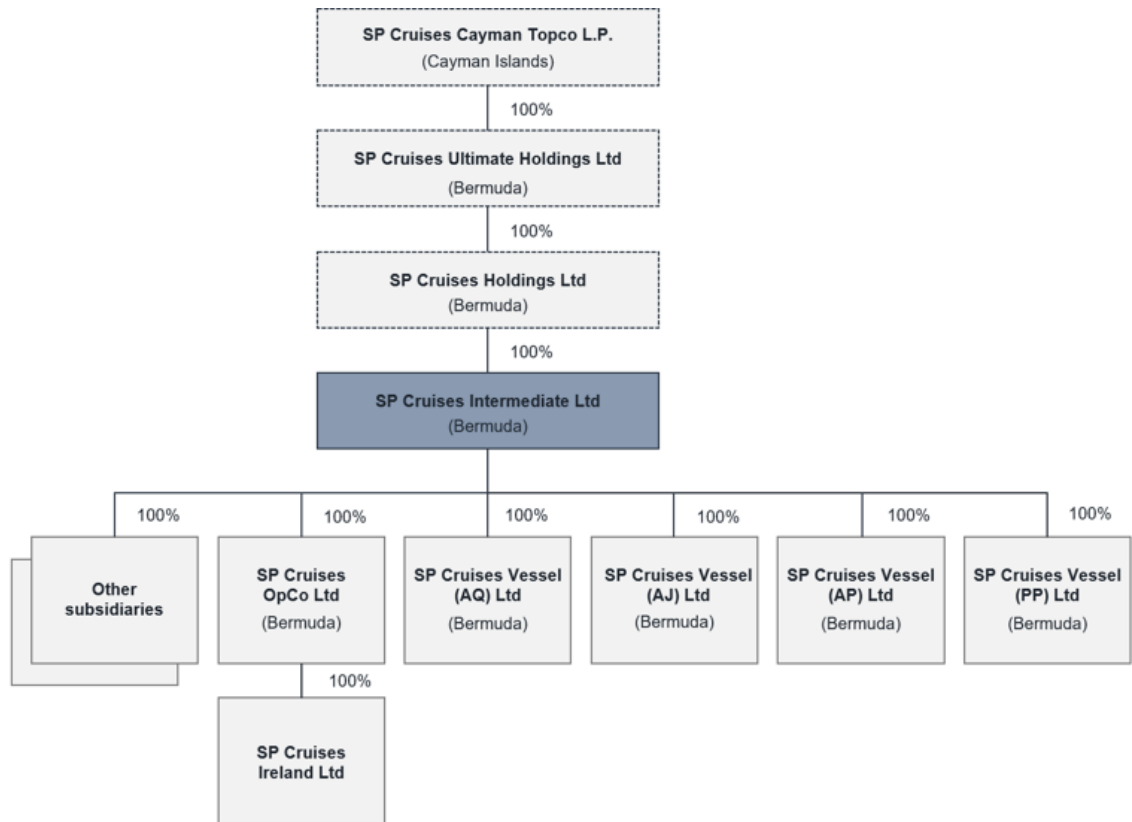 SP Cruises Cayman Topco L.P.
(Cayman Islands)
100%
SP Cruises Ultimate Holdings Ltd
(Bermuda)
100%
SP Cruises Holdings Ltd
(Bermuda)
100%
SP Cruises Intermediate Ltd
(Bermuda)
100%
100%
100%
100%
100%
100%
Other
subsidiaries
SP Cruises
OpCo Ltd
(Bermuda)
SP Cruises Vessel
(AQ) Ltd
(Bermuda)
SP Cruises Vessel
(AJ) Ltd
(Bermuda)
SP Cruises Vessel
(AP) Ltd
(Bermuda)
SP Cruises Vessel
(PP) Ltd
(Bermuda)
100%
SP Cruises
Ireland Ltd